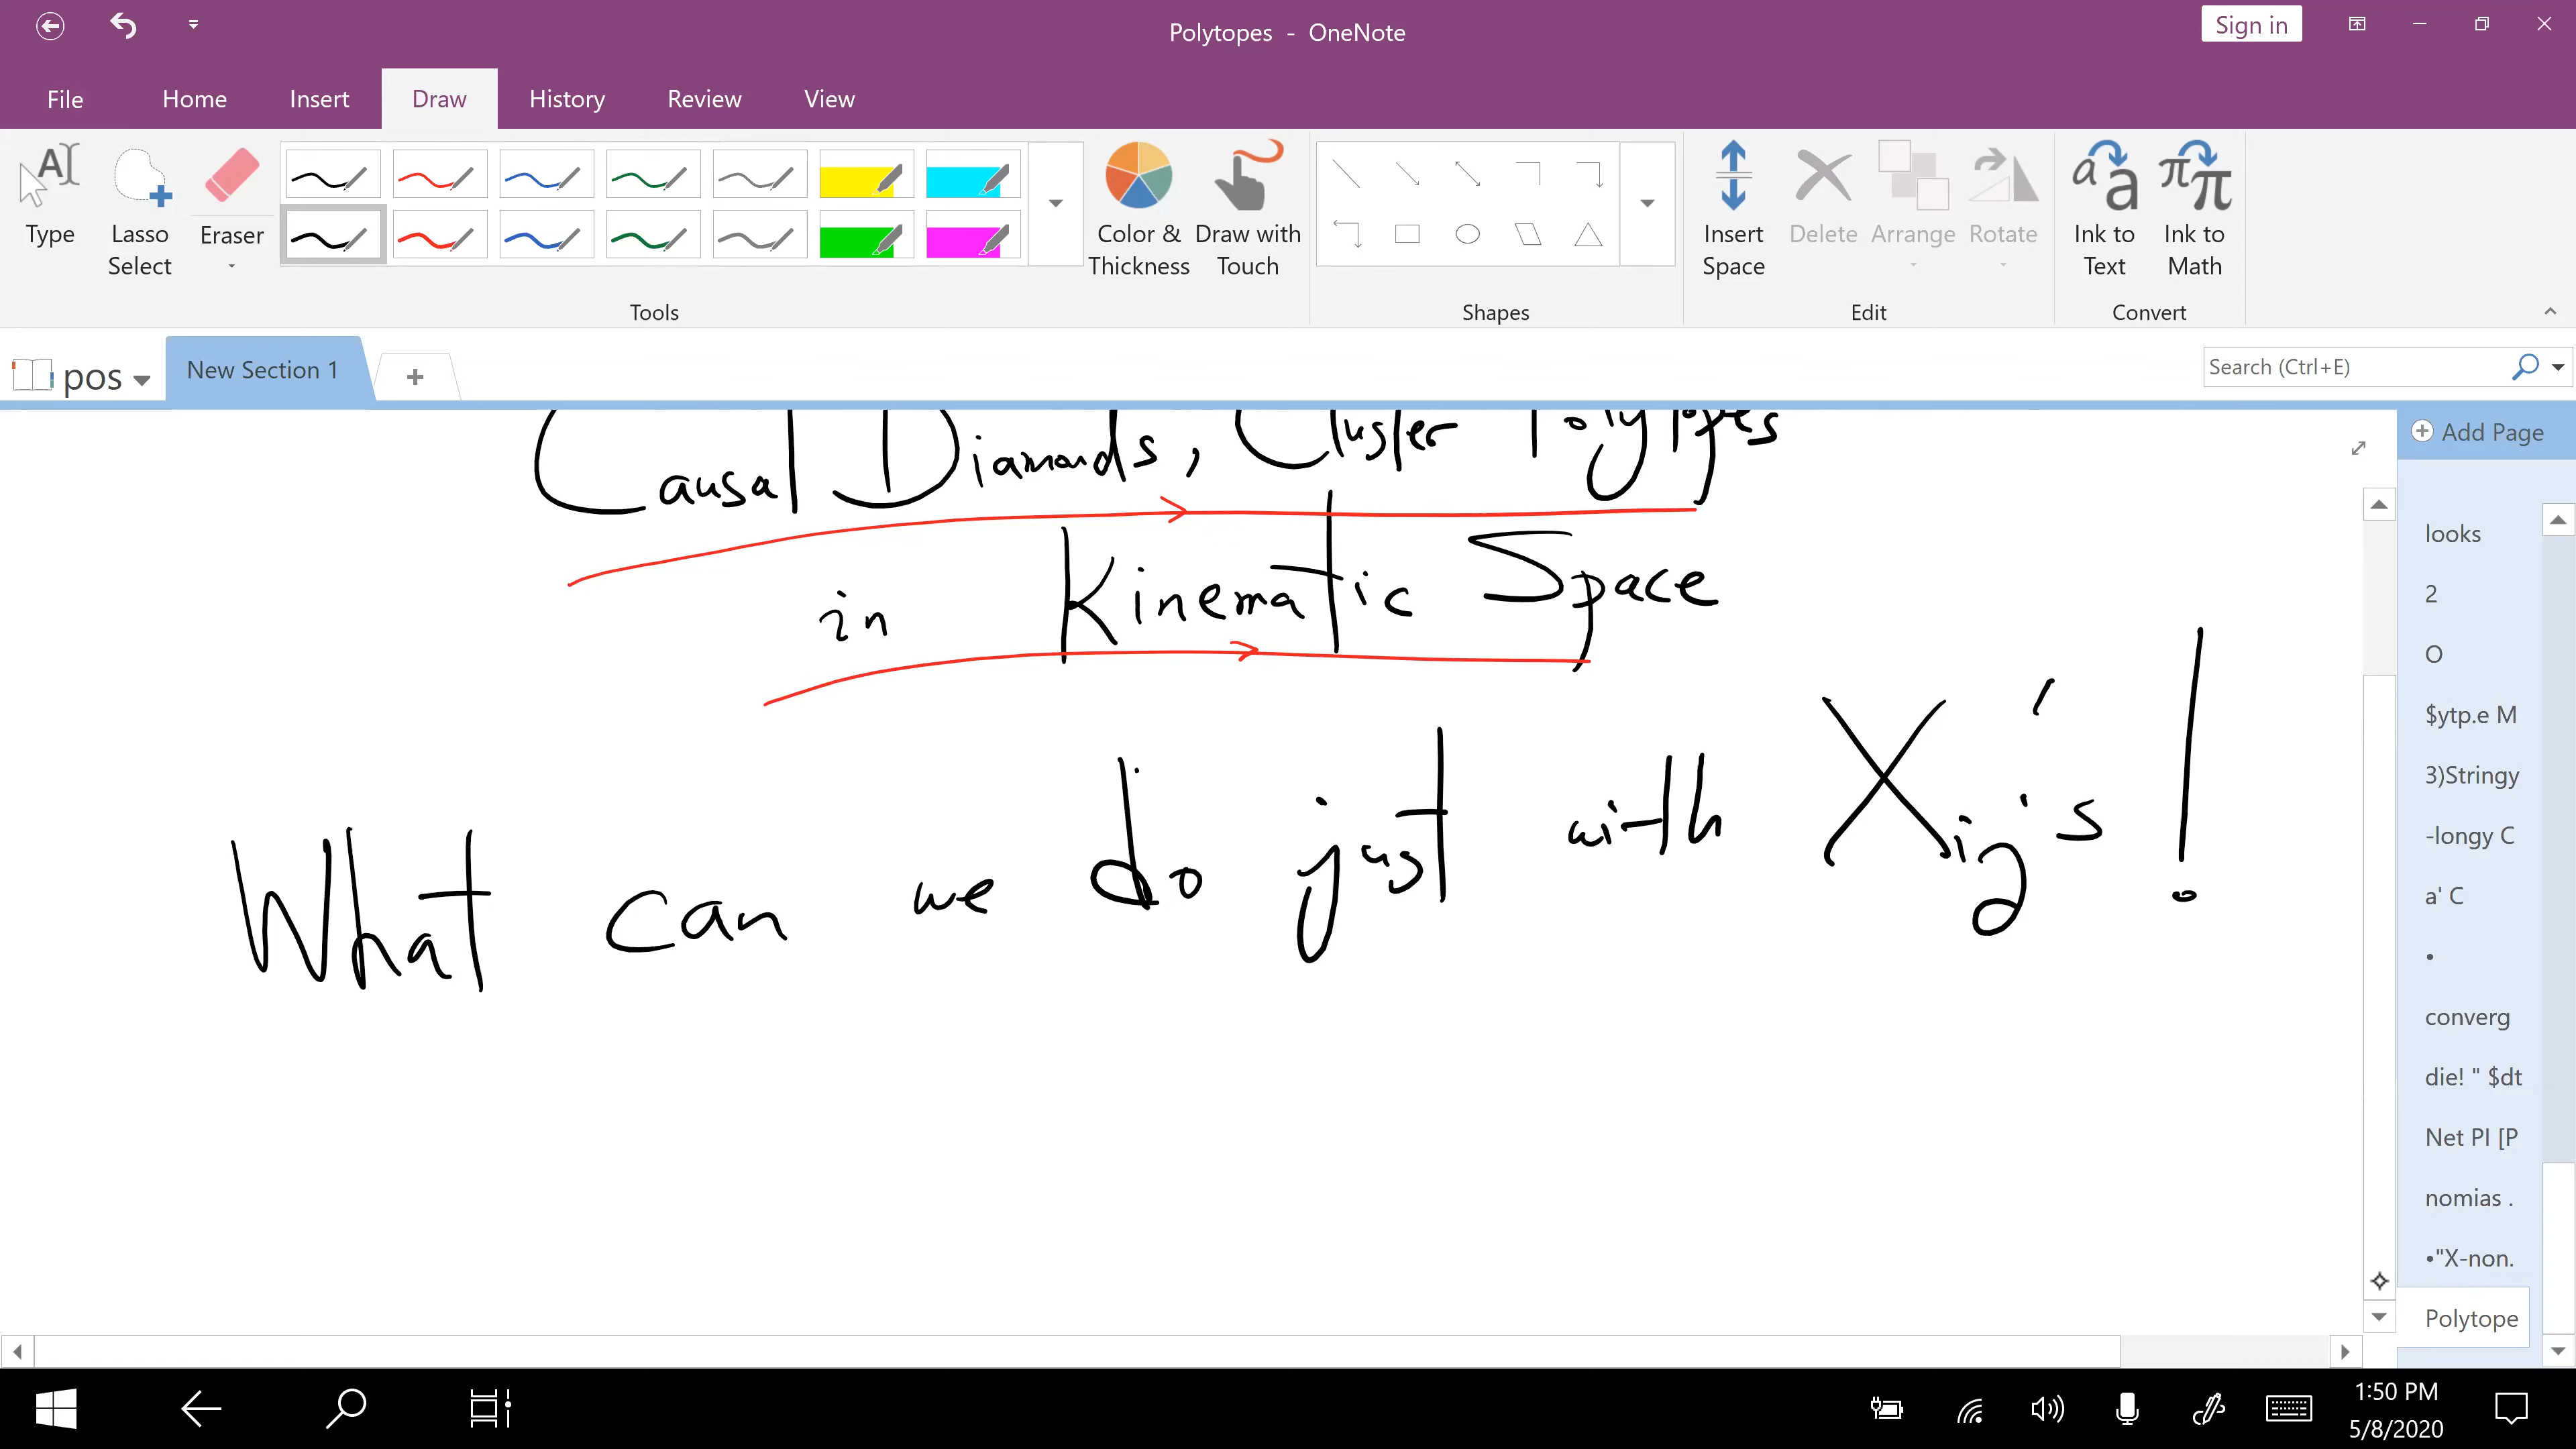 Polytopes - OneNote
Sign in
File Home Insert Draw History Review View
Type
Lasso Select
Eraser
Color & Thickness
Draw with Touch
Insert Space
Delete
Arrange
Rotate
Ink to Text
Ink to Math
Tools
Shapes
Edit
Convert
pos
New Section 1
Search (Ctrl+E)
Causal Diamonds, Cluster Polytopes
in Kinematic Space
What can we do just with Xij's!
Add Page
looks
2
O
$ytp.e M
3)Stringy
-longy C
a' C
•
converg
die! " $dt
Net PI [P
nomias .
•"X-non.
Polytope
1:50 PM
5/8/2020